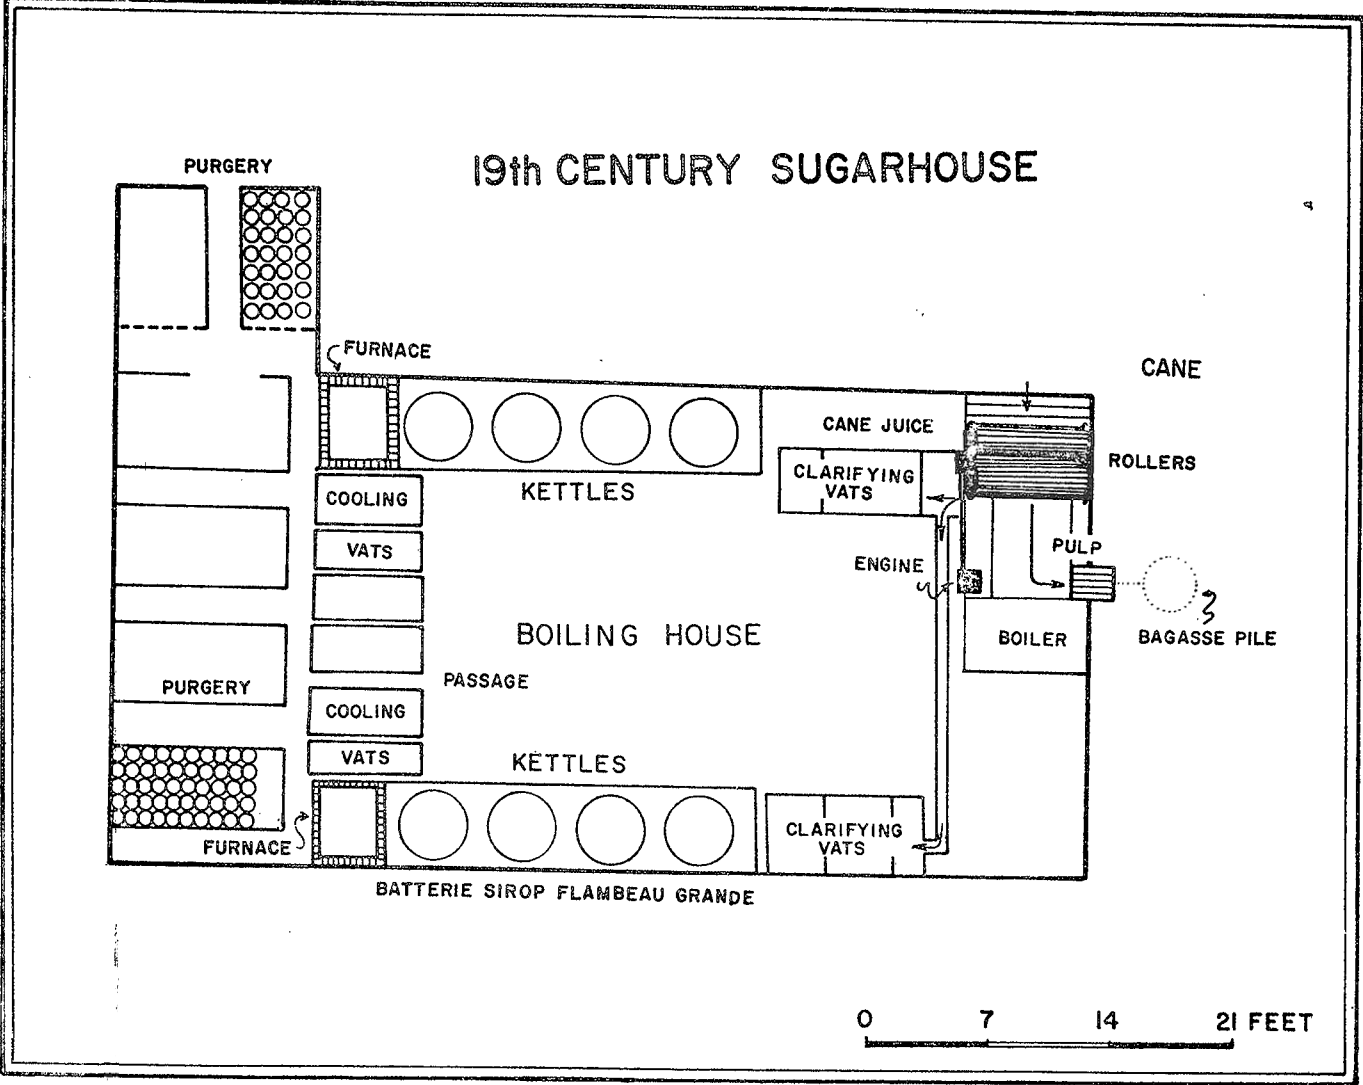 PURGERY
19th CENTURY SUGARHOUSE
FURNACE
CANE
CANE JUICE
ROLLERS
CLARIFYING
VATS
KETTLES
COOLING
VATS
PULP
ENGINE
BOILING HOUSE
BOILER
BAGASSE PILE
PASSAGE
PURGERY
COOLING
VATS
KETTLES
CLARIFYING
VATS
FURNACE
BATTERIE SIROP FLAMBEAU GRANDE
0 7 14 21 FEET